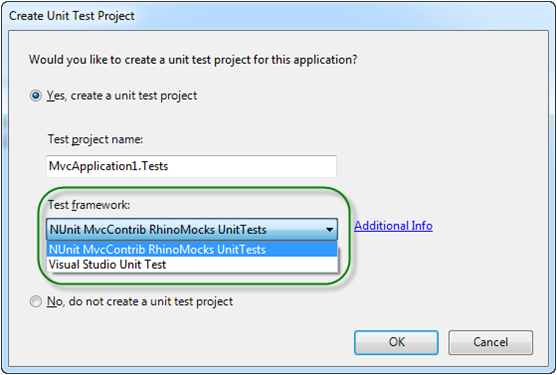 Create Unit Test Project
Would you like to create a unit test project for this application?
Yes, create a unit test project
Test project name:
MvcApplication1.Tests
Test framework:
NUnit MvcContrib RhinoMocks UnitTests
Additional Info
NUnit MvcContrib RhinoMocks UnitTests
Visual Studio Unit Test
No, do not create a unit test project
OK
Cancel